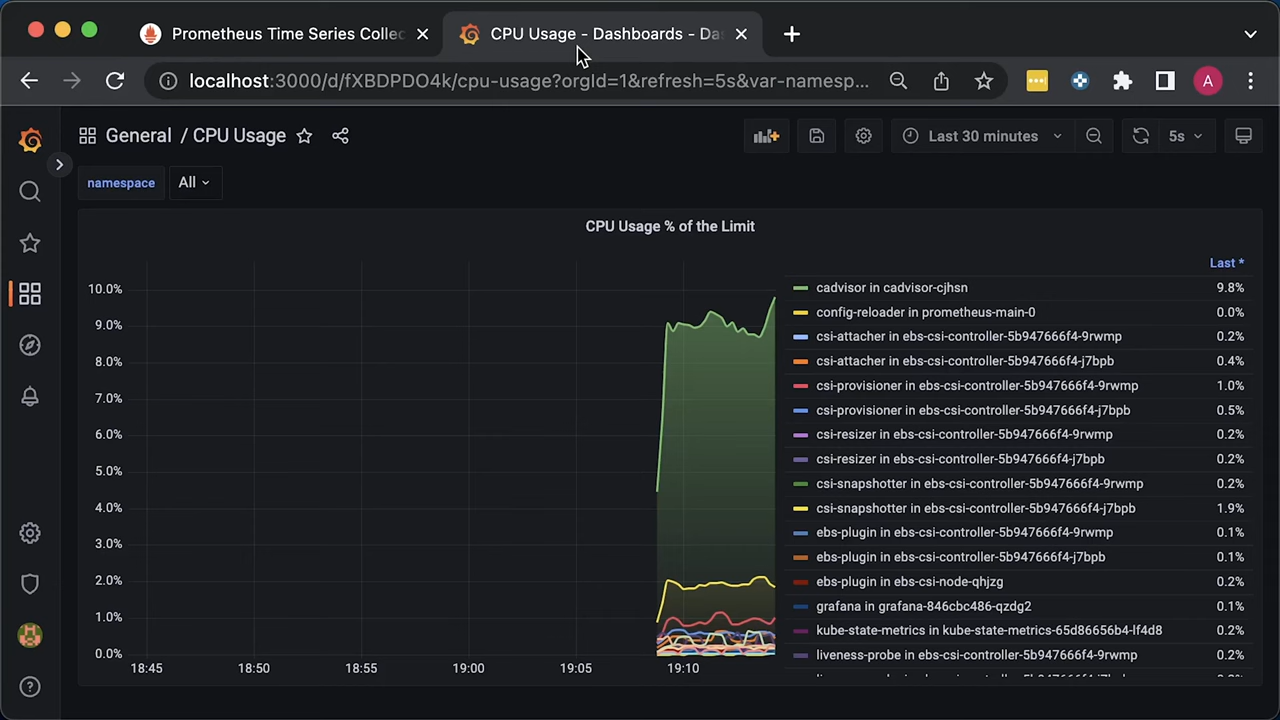 Prometheus Time Series Collec
CPU Usage - Dashboards - Da
localhost:3000/d/fXBDPDO4k/cpu-usage?orgId=1&refresh=5s&var-namesp...
A
General / CPU Usage
Last 30 minutes
5s
namespace
All
CPU Usage % of the Limit
Last *
10.0%
9.0%
8.0%
7.0%
6.0%
5.0%
4.0%
3.0%
2.0%
1.0%
0.0%
18:45
18:50
18:55
19:00
19:05
19:10
cadvisor in cadvisor-cjhsn 9.8%
config-reloader in prometheus-main-0 0.0%
csi-attacher in ebs-csi-controller-5b947666f4-9rwmp 0.2%
csi-attacher in ebs-csi-controller-5b947666f4-j7bpb 0.4%
csi-provisioner in ebs-csi-controller-5b947666f4-9rwmp 1.0%
csi-provisioner in ebs-csi-controller-5b947666f4-j7bpb 0.5%
csi-resizer in ebs-csi-controller-5b947666f4-9rwmp 0.2%
csi-resizer in ebs-csi-controller-5b947666f4-j7bpb 0.2%
csi-snapshotter in ebs-csi-controller-5b947666f4-9rwmp 0.2%
csi-snapshotter in ebs-csi-controller-5b947666f4-j7bpb 1.9%
ebs-plugin in ebs-csi-controller-5b947666f4-9rwmp 0.1%
ebs-plugin in ebs-csi-controller-5b947666f4-j7bpb 0.1%
ebs-plugin in ebs-csi-node-qhjzg 0.2%
grafana in grafana-846cbc486-qzdg2 0.1%
kube-state-metrics in kube-state-metrics-65d86656b4-lf4d8 0.2%
liveness-probe in ebs-csi-controller-5b947666f4-9rwmp 0.2%